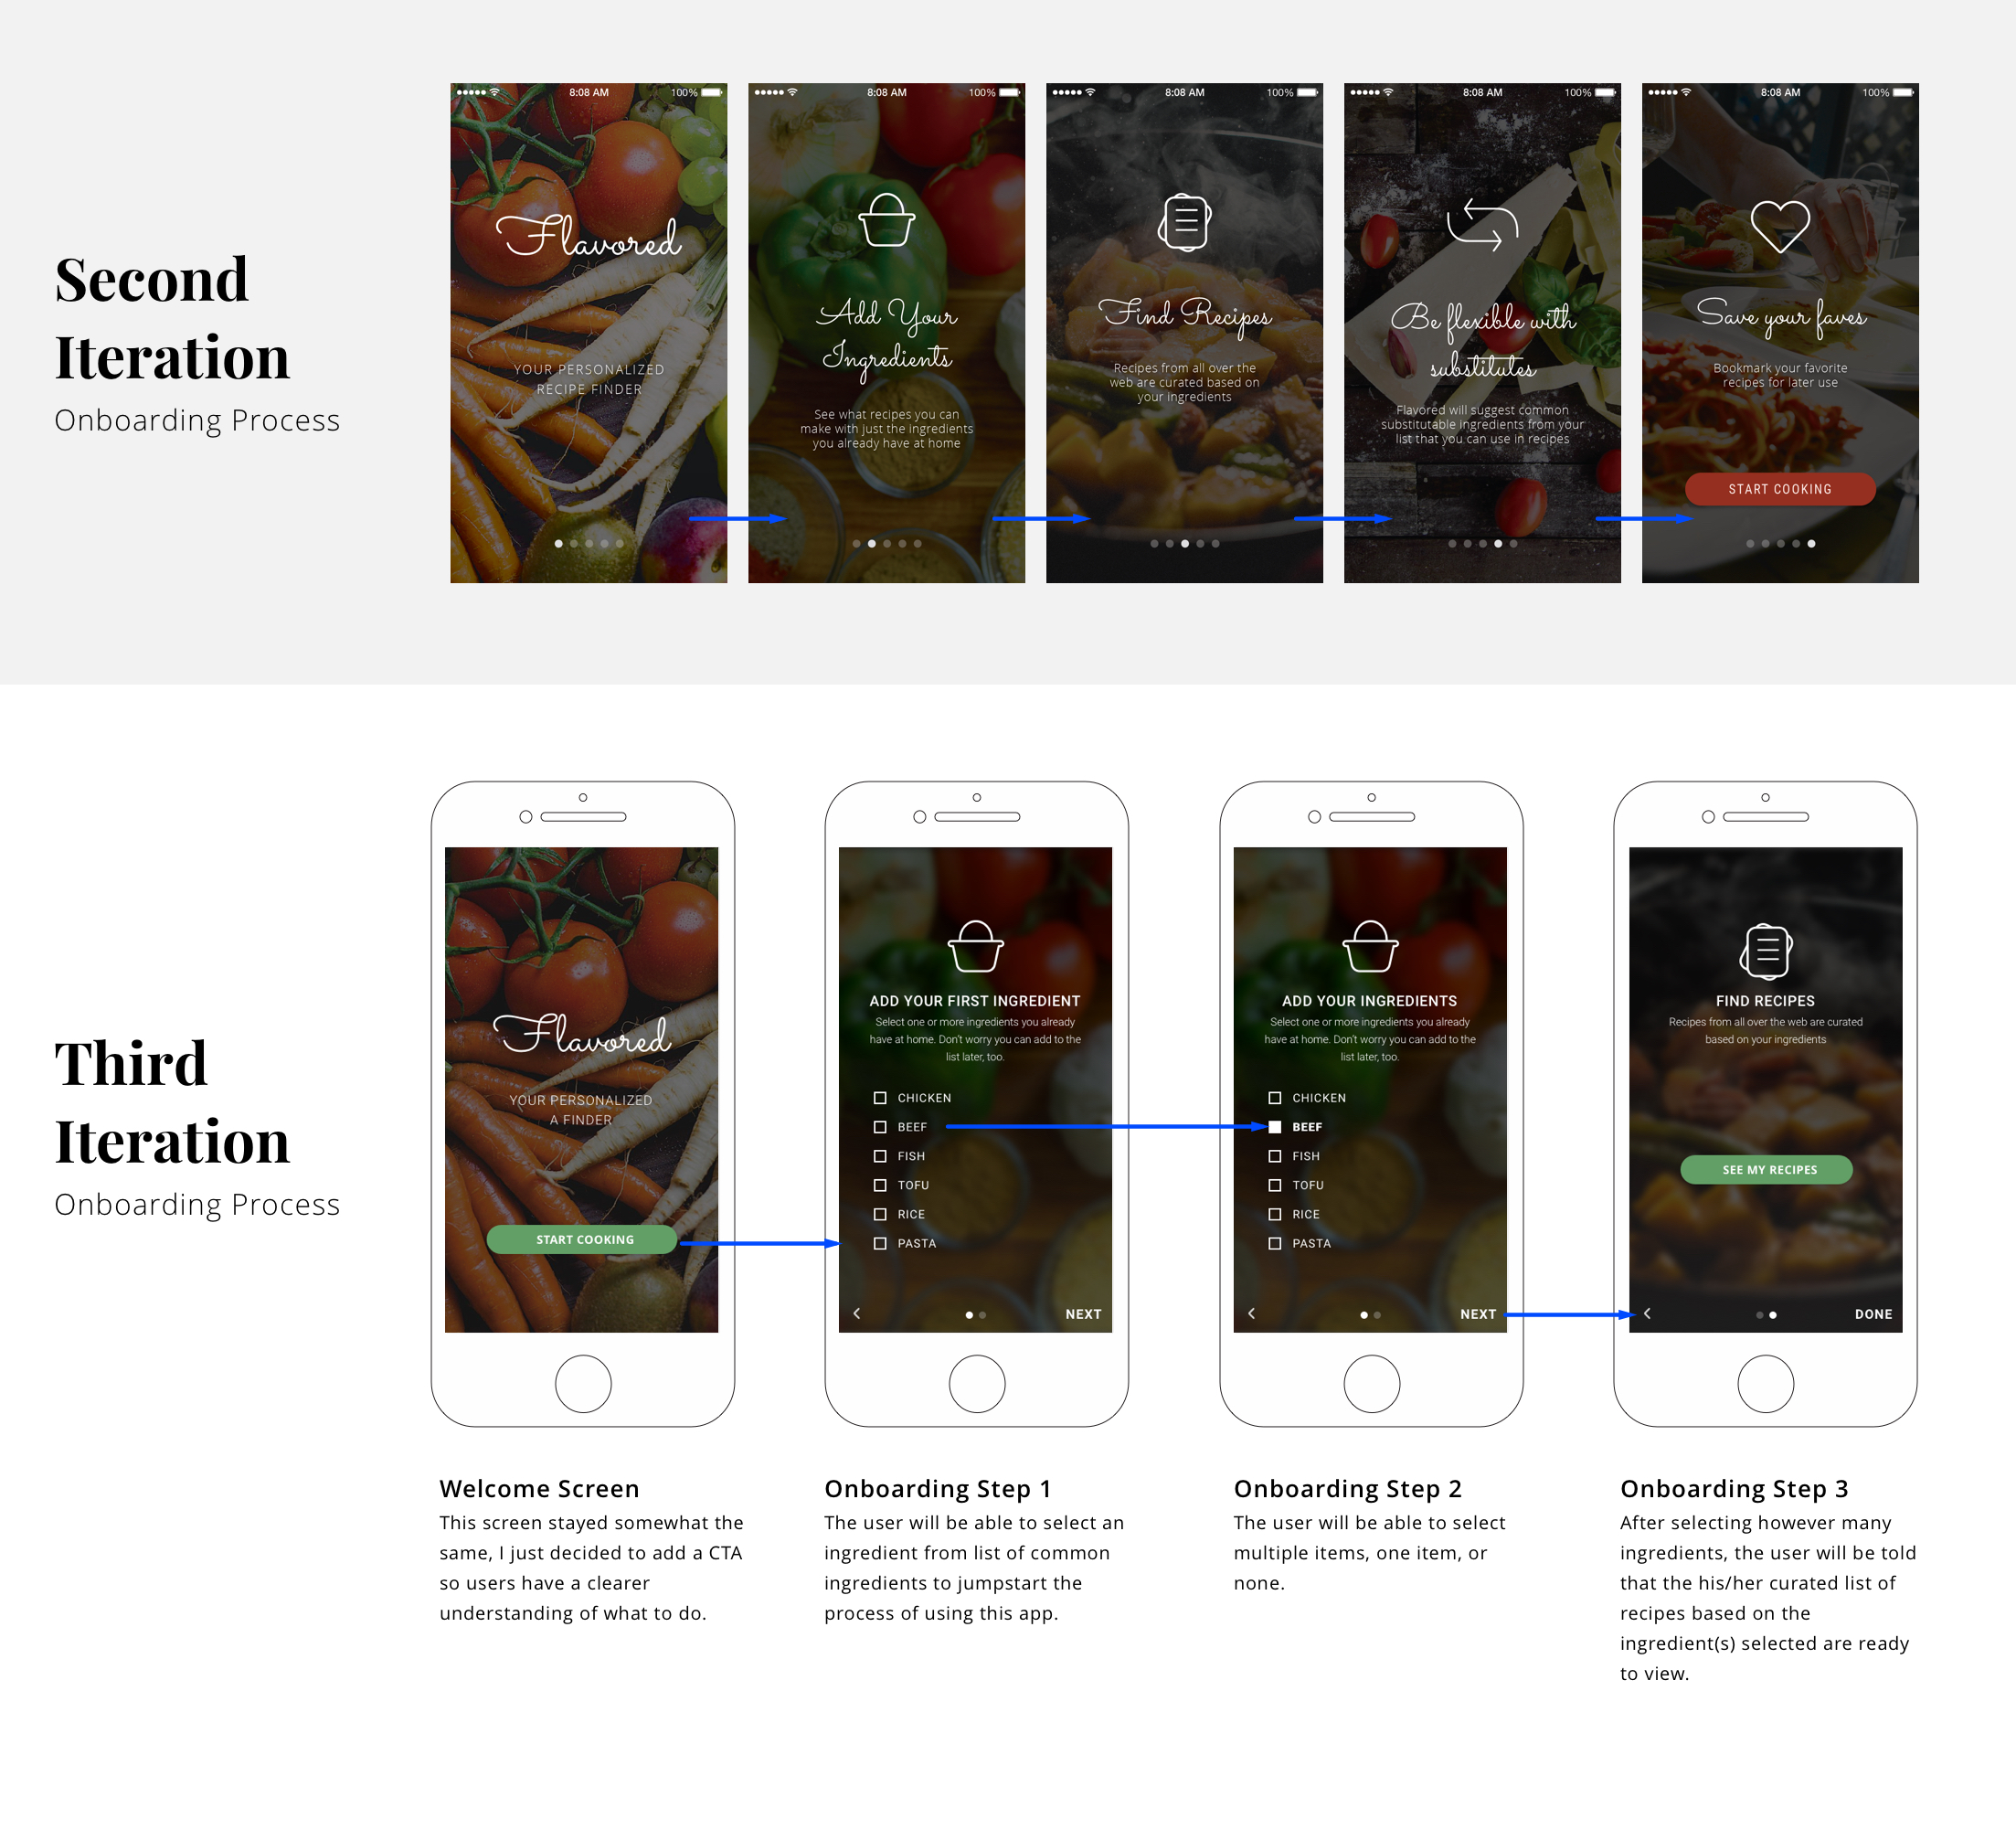 Second
Iteration
Onboarding Process
8:08 AM
100%
Flavored
YOUR PERSONALIZED
RECIPE FINDER
8:08 AM
100%
Add Your
Ingredients
See what recipes you can
make with just the ingredients
you already have at home
8:08 AM
100%
Find Recipes
Recipes from all over the
web are curated based on
your ingredients
8:08 AM
100%
Be flexible with
substitutes
Flavored will suggest common
substitutable ingredients from your
list that you can use in recipes
8:08 AM
100%
Save your faves
Bookmark your favorite
recipes for later use
START COOKING
Third
Iteration
Onboarding Process
Flavored
YOUR PERSONALIZED
A FINDER
START COOKING
ADD YOUR FIRST INGREDIENT
Select one or more ingredients you already
have at home. Don't worry you can add to the
list later, too.
CHICKEN
BEEF
FISH
TOFU
RICE
PASTA
NEXT
ADD YOUR INGREDIENTS
Select one or more ingredients you already
have at home. Don't worry you can add to the
list later, too.
CHICKEN
BEEF
FISH
TOFU
RICE
PASTA
NEXT
FIND RECIPES
Recipes from all over the web are curated
based on your ingredients
SEE MY RECIPES
DONE
Welcome Screen
This screen stayed somewhat the
same, I just decided to add a CTA
so users have a clearer
understanding of what to do.
Onboarding Step 1
The user will be able to select an
ingredient from list of common
ingredients to jumpstart the
process of using this app.
Onboarding Step 2
The user will be able to select
multiple items, one item, or
none.
Onboarding Step 3
After selecting however many
ingredients, the user will be told
that the his/her curated list of
recipes based on the
ingredient(s) selected are ready
to view.